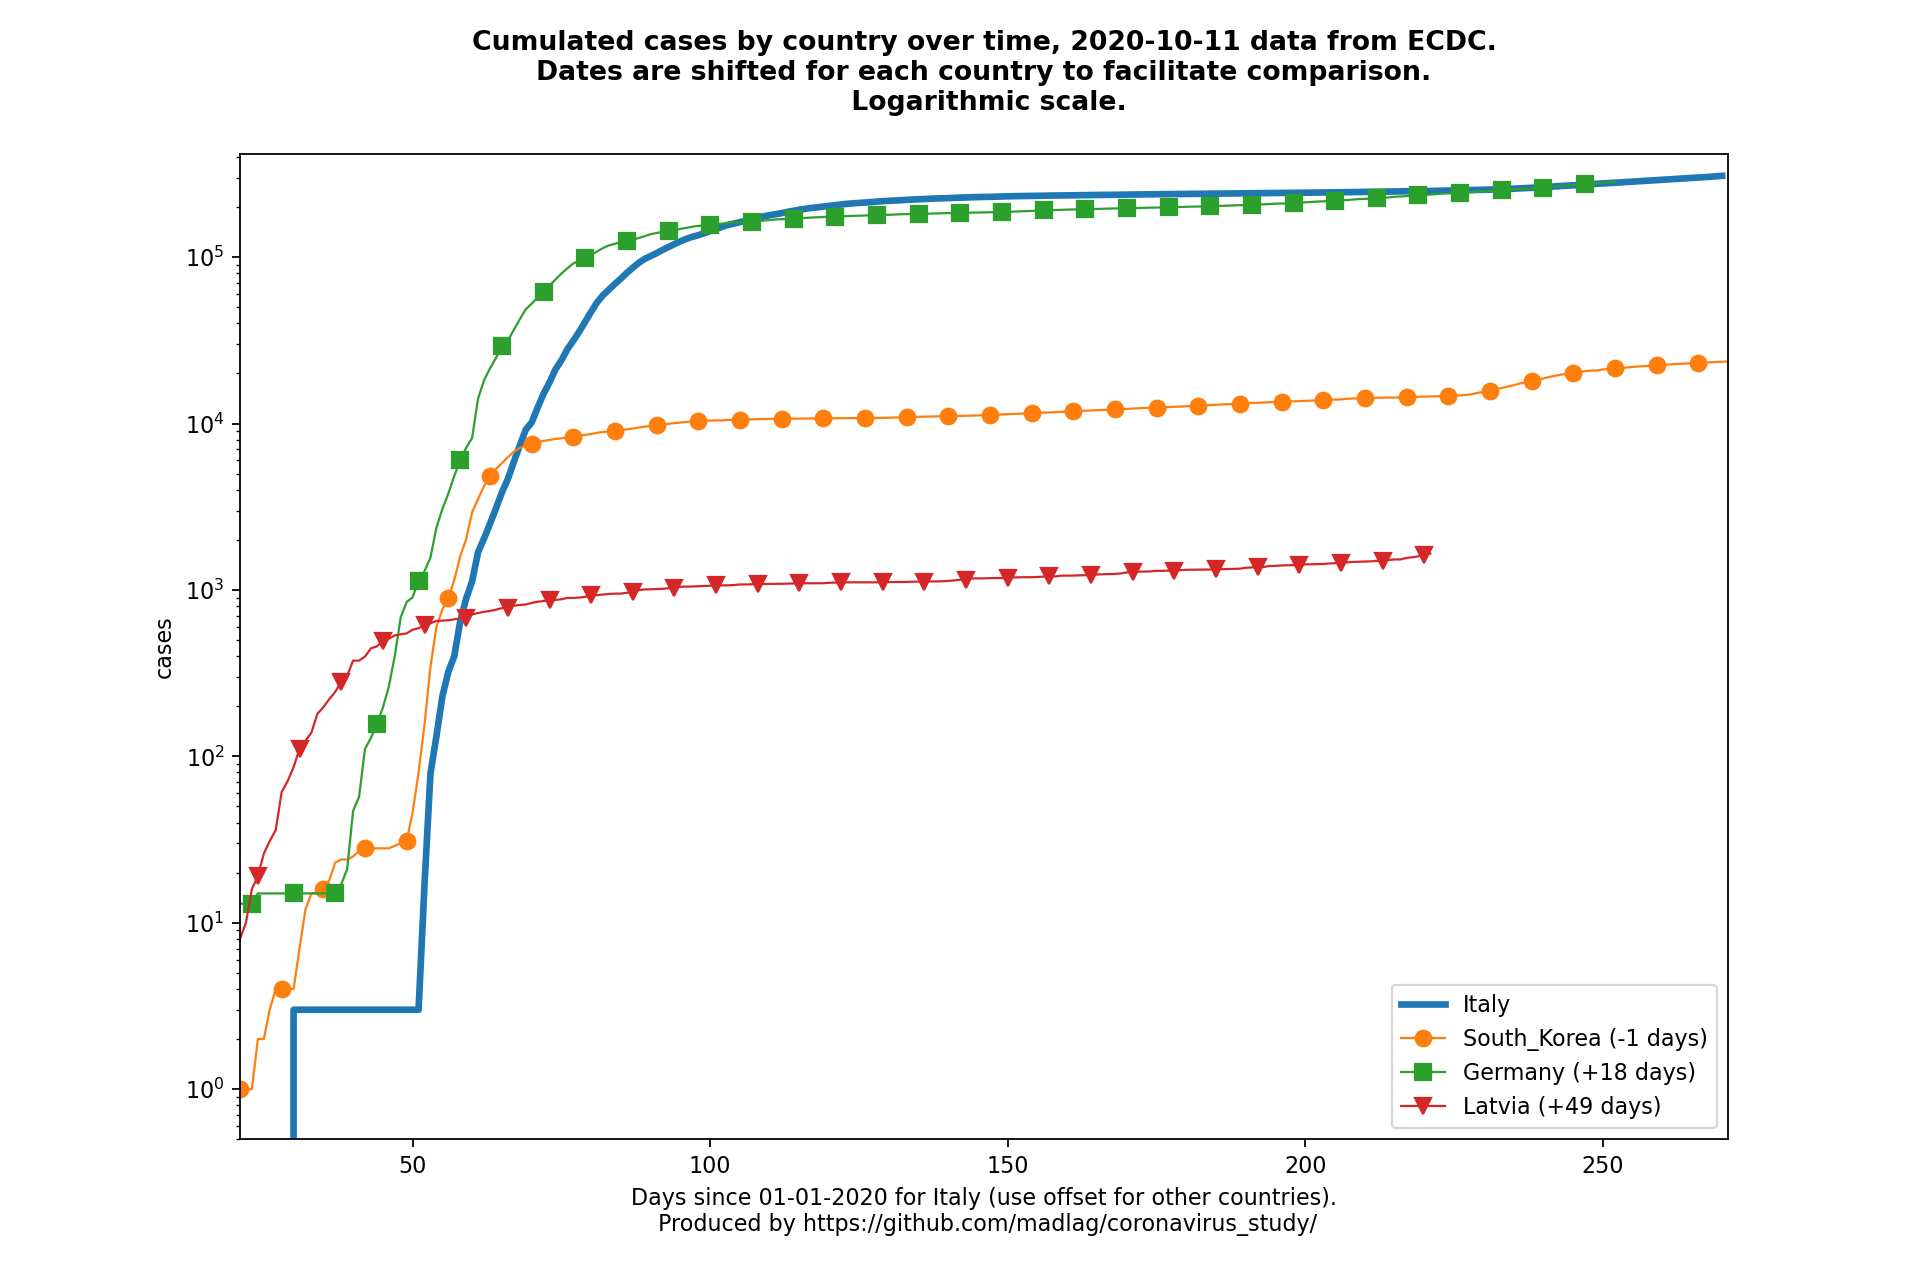 Cumulated cases by country over time, 2020-10-11 data from ECDC.
Dates are shifted for each country to facilitate comparison.
Logarithmic scale.
10^5
10^4
10^3
10^2
10^1
10^0
cases
Italy
South_Korea (-1 days)
Germany (+18 days)
Latvia (+49 days)
50 100 150 200 250
Days since 01-01-2020 for Italy (use offset for other countries).
Produced by https://github.com/madlag/coronavirus_study/